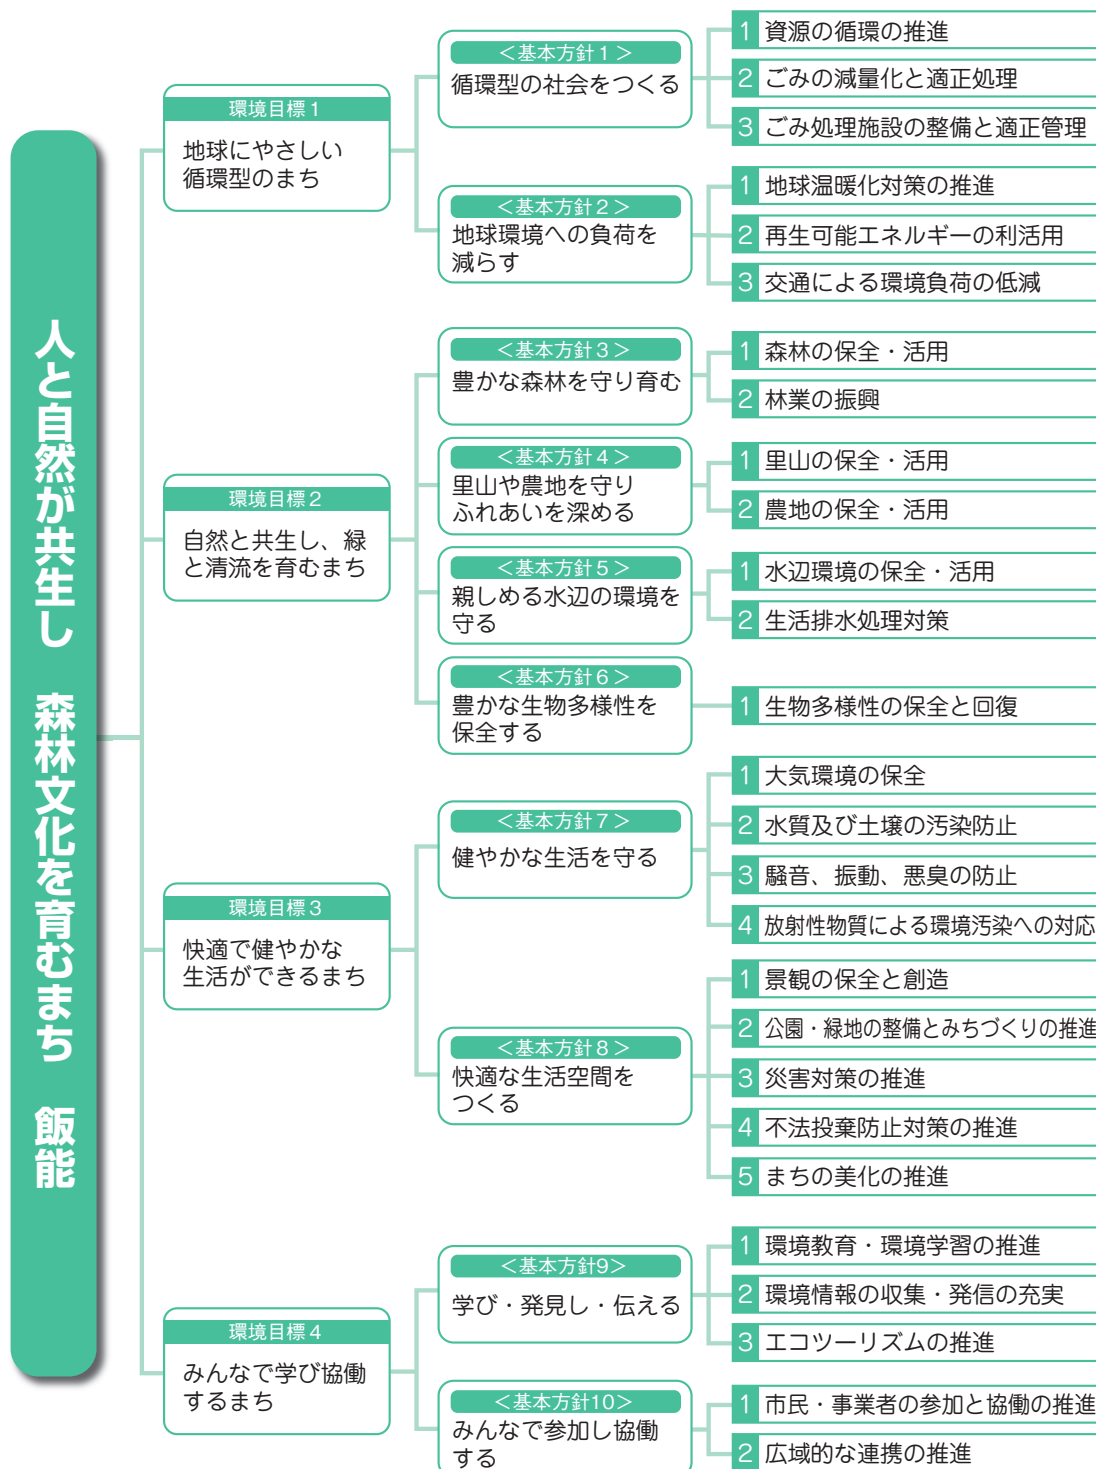 人と自然が共生し　森林文化を育むまち　飯能
環境目標１
地球にやさしい
循環型のまち
＜基本方針１＞
循環型の社会をつくる
1 資源の循環の推進
2 ごみの減量化と適正処理
3 ごみ処理施設の整備と適正管理
＜基本方針２＞
地球環境への負荷を
減らす
1 地球温暖化対策の推進
2 再生可能エネルギーの利活用
3 交通による環境負荷の低減
環境目標２
自然と共生し、緑
と清流を育むまち
＜基本方針３＞
豊かな森林を守り育む
1 森林の保全・活用
2 林業の振興
＜基本方針４＞
里山や農地を守り
ふれあいを深める
1 里山の保全・活用
2 農地の保全・活用
＜基本方針５＞
親しめる水辺の環境を
守る
1 水辺環境の保全・活用
2 生活排水処理対策
＜基本方針６＞
豊かな生物多様性を
保全する
1 生物多様性の保全と回復
環境目標３
快適で健やかな
生活ができるまち
＜基本方針７＞
健やかな生活を守る
1 大気環境の保全
2 水質及び土壌の汚染防止
3 騒音、振動、悪臭の防止
4 放射性物質による環境汚染への対応
＜基本方針８＞
快適な生活空間を
つくる
1 景観の保全と創造
2 公園・緑地の整備とみちづくりの推進
3 災害対策の推進
4 不法投棄防止対策の推進
5 まちの美化の推進
環境目標４
みんなで学び協働
するまち
＜基本方針9＞
学び・発見し・伝える
1 環境教育・環境学習の推進
2 環境情報の収集・発信の充実
3 エコツーリズムの推進
＜基本方針10＞
みんなで参加し協働
する
1 市民・事業者の参加と協働の推進
2 広域的な連携の推進